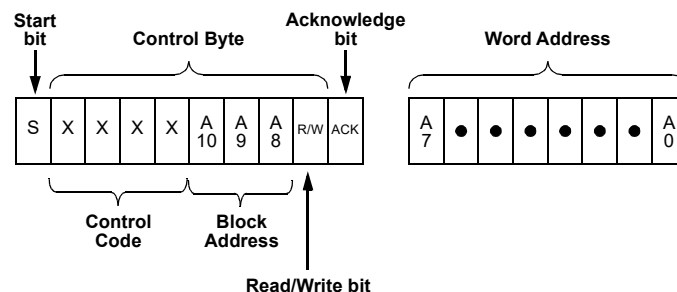 Start
bit
Control Byte
Acknowledge
bit
Word Address
S X X X X A
10 A
9 A
8 R/W ACK
A
7 • • • • • • A
0
Control
Code
Block
Address
Read/Write bit